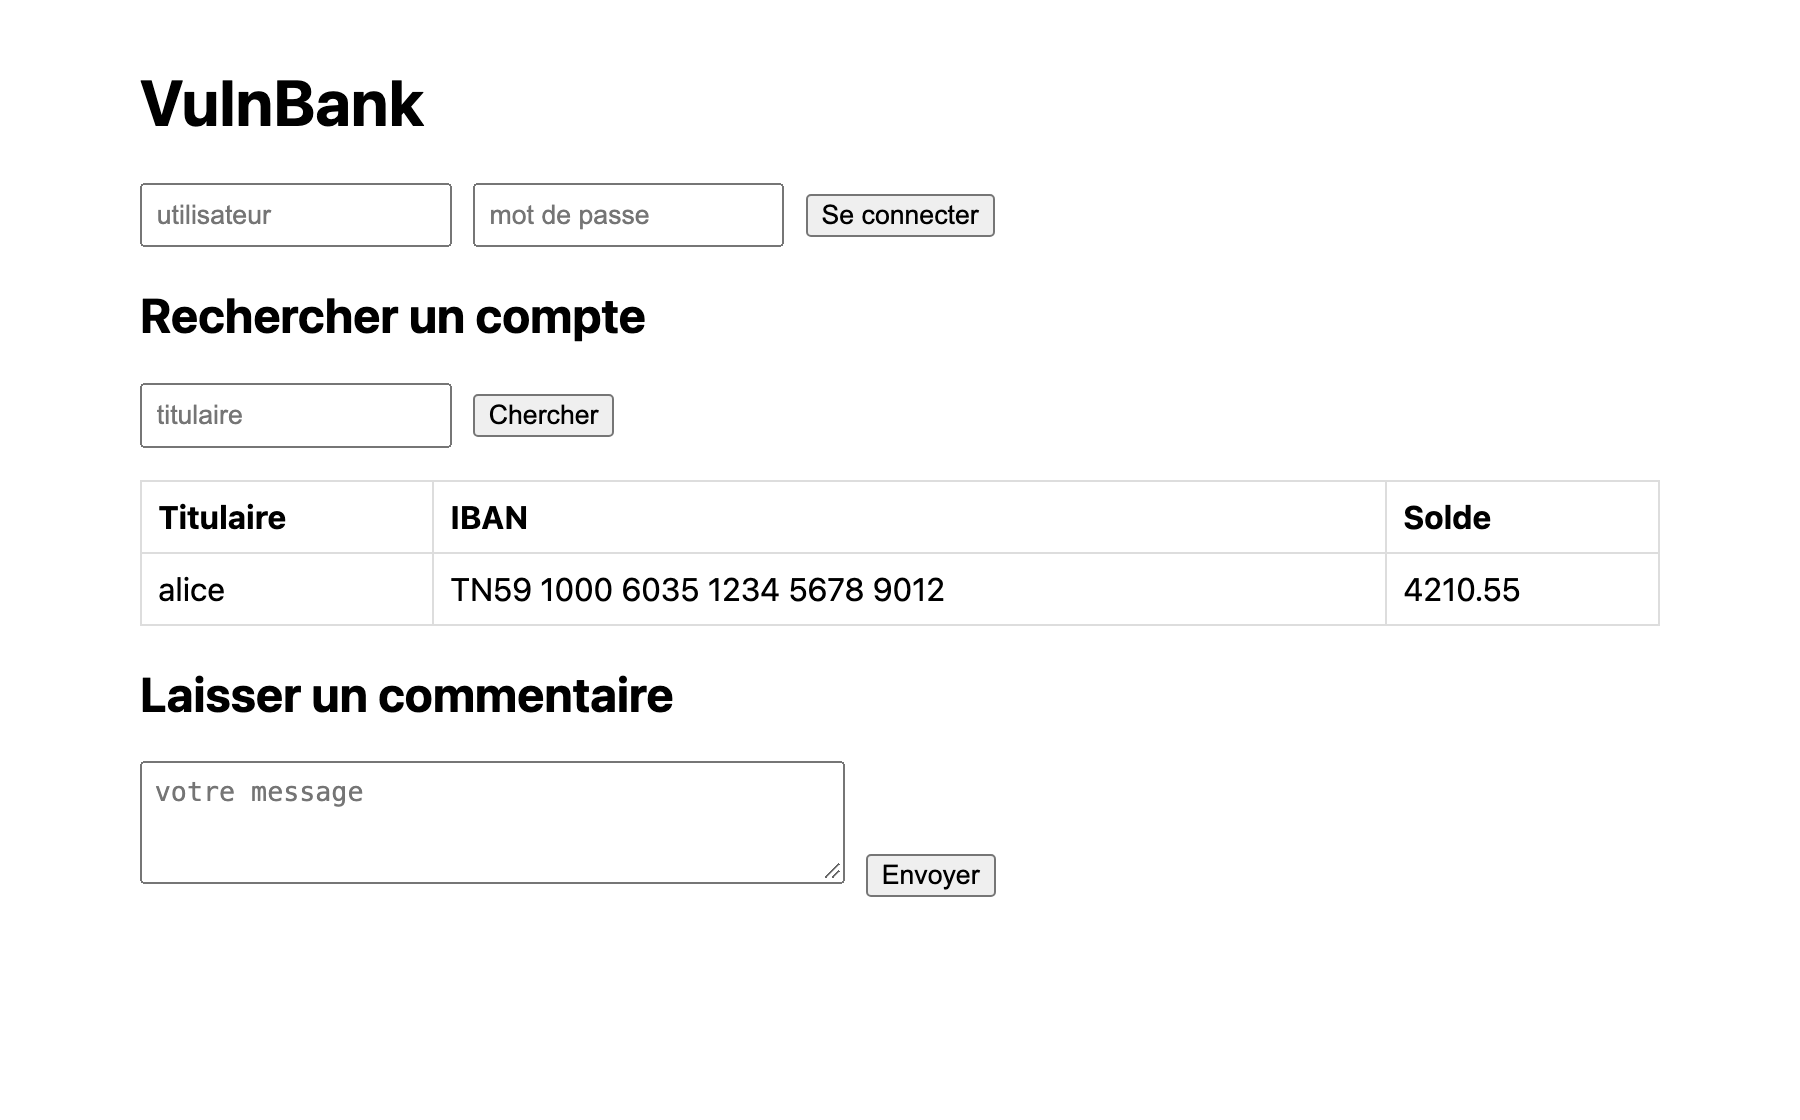 VulnBank
utilisateur mot de passe Se connecter
Rechercher un compte
titulaire Chercher
Titulaire IBAN Solde
alice TN59 1000 6035 1234 5678 9012 4210.55
Laisser un commentaire
votre message
Envoyer